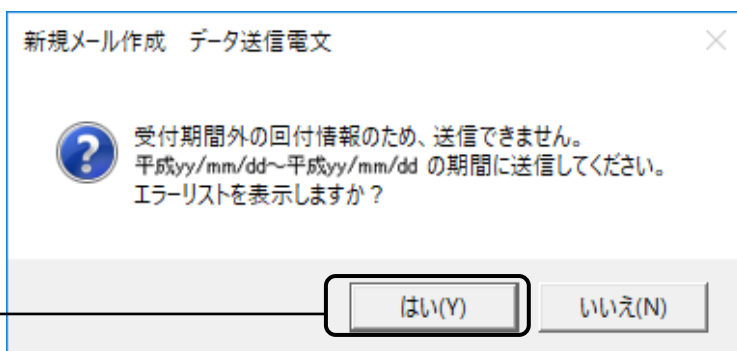 新規メール作成　データ送信電文
受付期間外の回付情報のため、送信できません。
平成yy/mm/dd～平成yy/mm/dd の期間に送信してください。
エラーリストを表示しますか？
はい(Y)
いいえ(N)